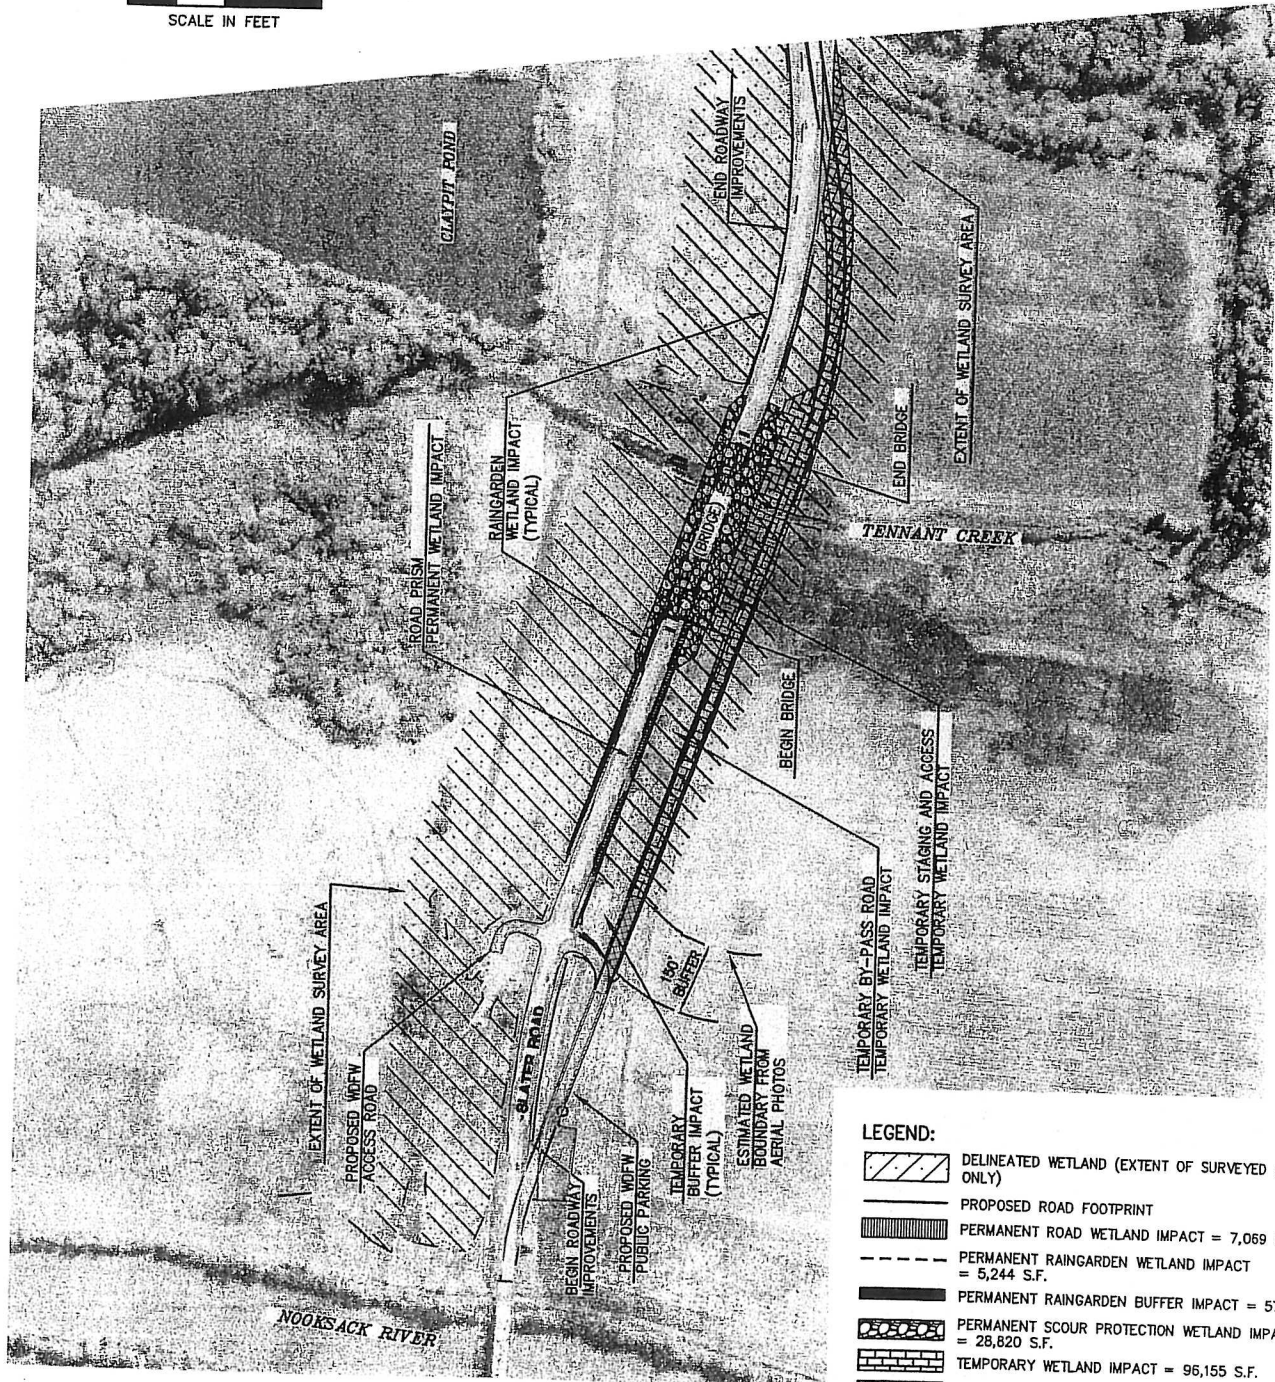 SCALE IN FEET
CLAYPIT POND
END ROADWAY
IMPROVEMENTS
EXTENT OF WETLAND SURVEY AREA
RAINGARDEN
WETLAND IMPACT
(TYPICAL)
ROAD PRISM
PERMANENT WETLAND IMPACT
END BRIDGE
(BRIDGE)
TENNANT CREEK
BEGIN BRIDGE
TEMPORARY STAGING AND ACCESS
TEMPORARY WETLAND IMPACT
TEMPORARY BY-PASS ROAD
TEMPORARY WETLAND IMPACT
EXTENT OF WETLAND SURVEY AREA
PROPOSED WDFW
ACCESS ROAD
SLATER ROAD
150'
BUFFER
ESTIMATED WETLAND
BOUNDARY FROM
AERIAL PHOTOS
TEMPORARY
BUFFER IMPACT
(TYPICAL)
PROPOSED WDFW
PUBLIC PARKING
BEGIN ROADWAY
IMPROVEMENTS
NOOKSACK RIVER
LEGEND:
DELINEATED WETLAND (EXTENT OF SURVEYED
ONLY)
PROPOSED ROAD FOOTPRINT
PERMANENT ROAD WETLAND IMPACT = 7,069
PERMANENT RAINGARDEN WETLAND IMPACT
= 5,244 S.F.
PERMANENT RAINGARDEN BUFFER IMPACT =
PERMANENT SCOUR PROTECTION WETLAND
= 28,820 S.F.
TEMPORARY WETLAND IMPACT = 96,155 S.F.